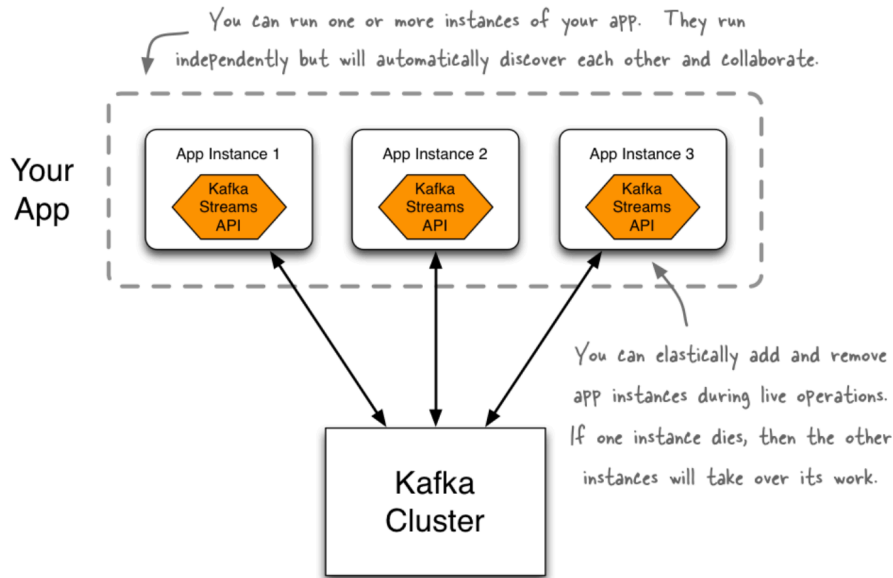 You can run one or more instances of your app. They run
independently but will automatically discover each other and collaborate.
Your
App
App Instance 1
Kafka
Streams
API
App Instance 2
Kafka
Streams
API
App Instance 3
Kafka
Streams
API
You can elastically add and remove
app instances during live operations.
If one instance dies, then the other
instances will take over its work.
Kafka
Cluster